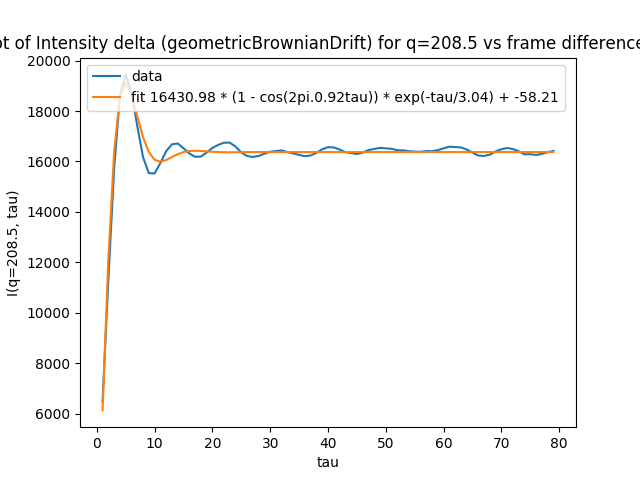 ot of Intensity delta (geometricBrownianDrift) for q=208.5 vs frame difference
data
fit 16430.98 * (1 - cos(2pi.0.92tau)) * exp(-tau/3.04) + -58.21
I(q=208.5, tau)
20000
18000
16000
14000
12000
10000
8000
6000
0 10 20 30 40 50 60 70 80
tau